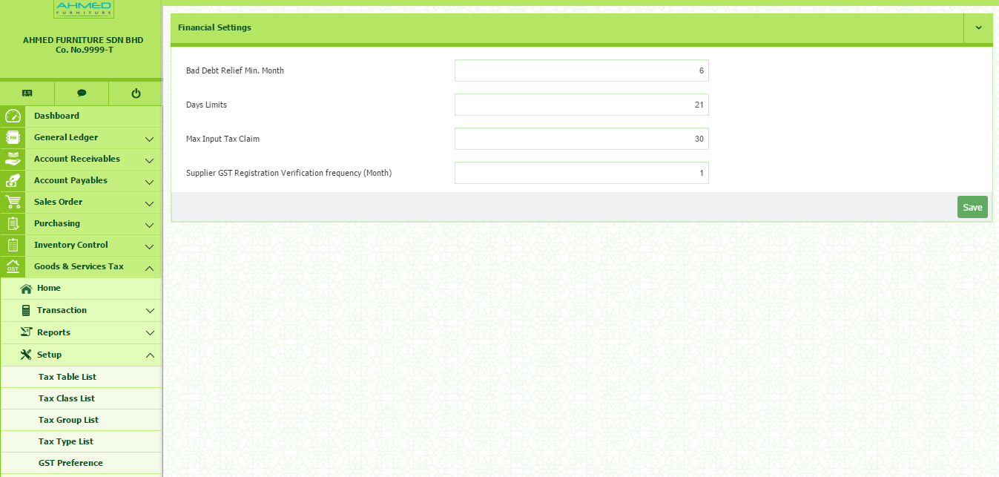 AHMED
FURNITURE
AHMED FURNITURE SDN BHD
Co. No.9999-T
Dashboard
RM
General Ledger
Account Receivables
Account Payables
Sales Order
Purchasing
Inventory Control
GST
Goods & Services Tax
Home
Transaction
Reports
Setup
Tax Table List
Tax Class List
Tax Group List
Tax Type List
GST Preference
Financial Settings
Bad Debt Relief Min. Month 6
Days Limits 21
Max Input Tax Claim 30
Supplier GST Registration Verification frequency (Month) 1
Save